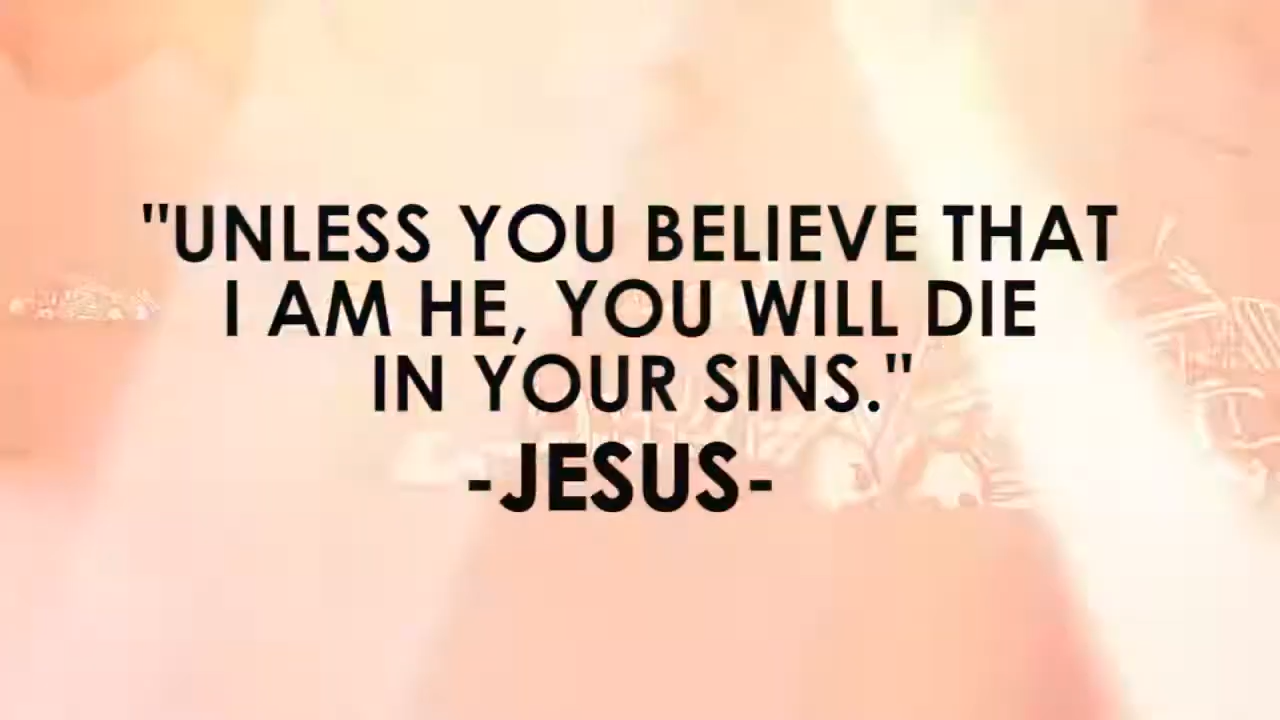 "UNLESS YOU BELIEVE THAT
I AM HE, YOU WILL DIE
IN YOUR SINS."
-JESUS-